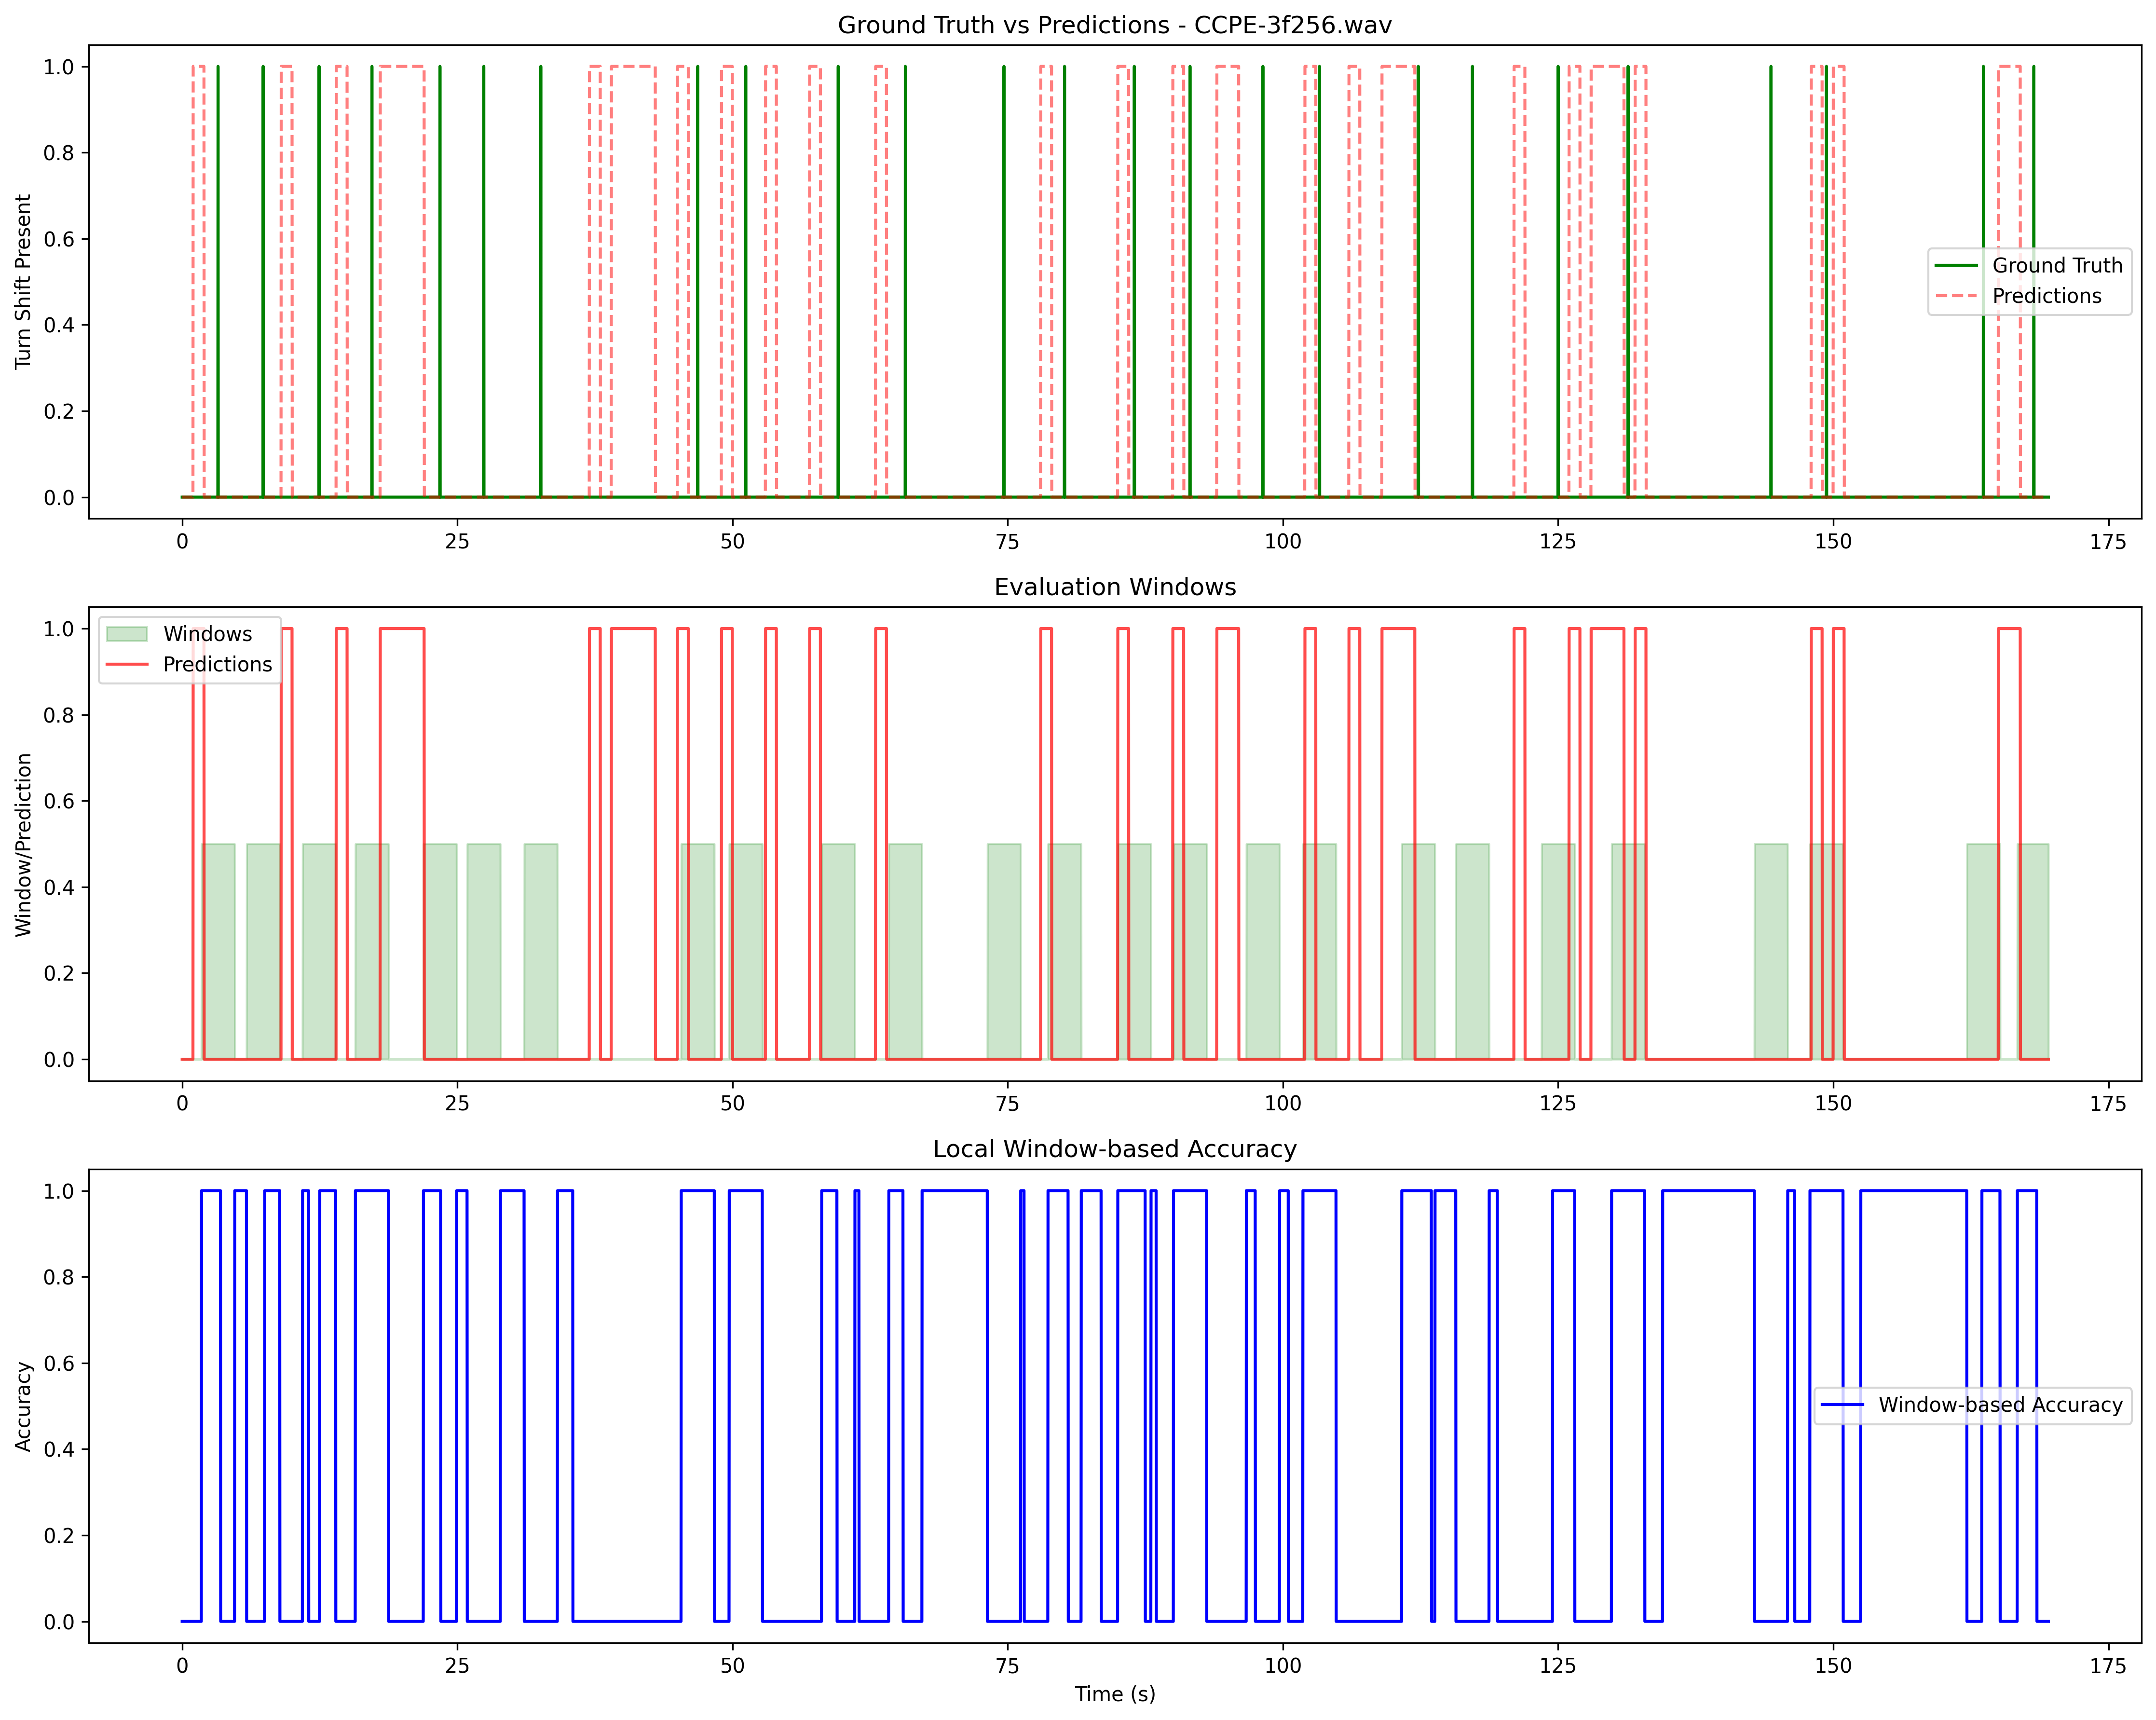 Ground Truth vs Predictions - CCPE-3f256.wav
Turn Shift Present
1.0
0.8
0.6
0.4
0.2
0.0
Ground Truth
Predictions
0 25 50 75 100 125 150 175
Evaluation Windows
Window/Prediction
1.0
0.8
0.6
0.4
0.2
0.0
Windows
Predictions
0 25 50 75 100 125 150 175
Local Window-based Accuracy
Accuracy
1.0
0.8
0.6
0.4
0.2
0.0
Window-based Accuracy
0 25 50 75 100 125 150 175
Time (s)